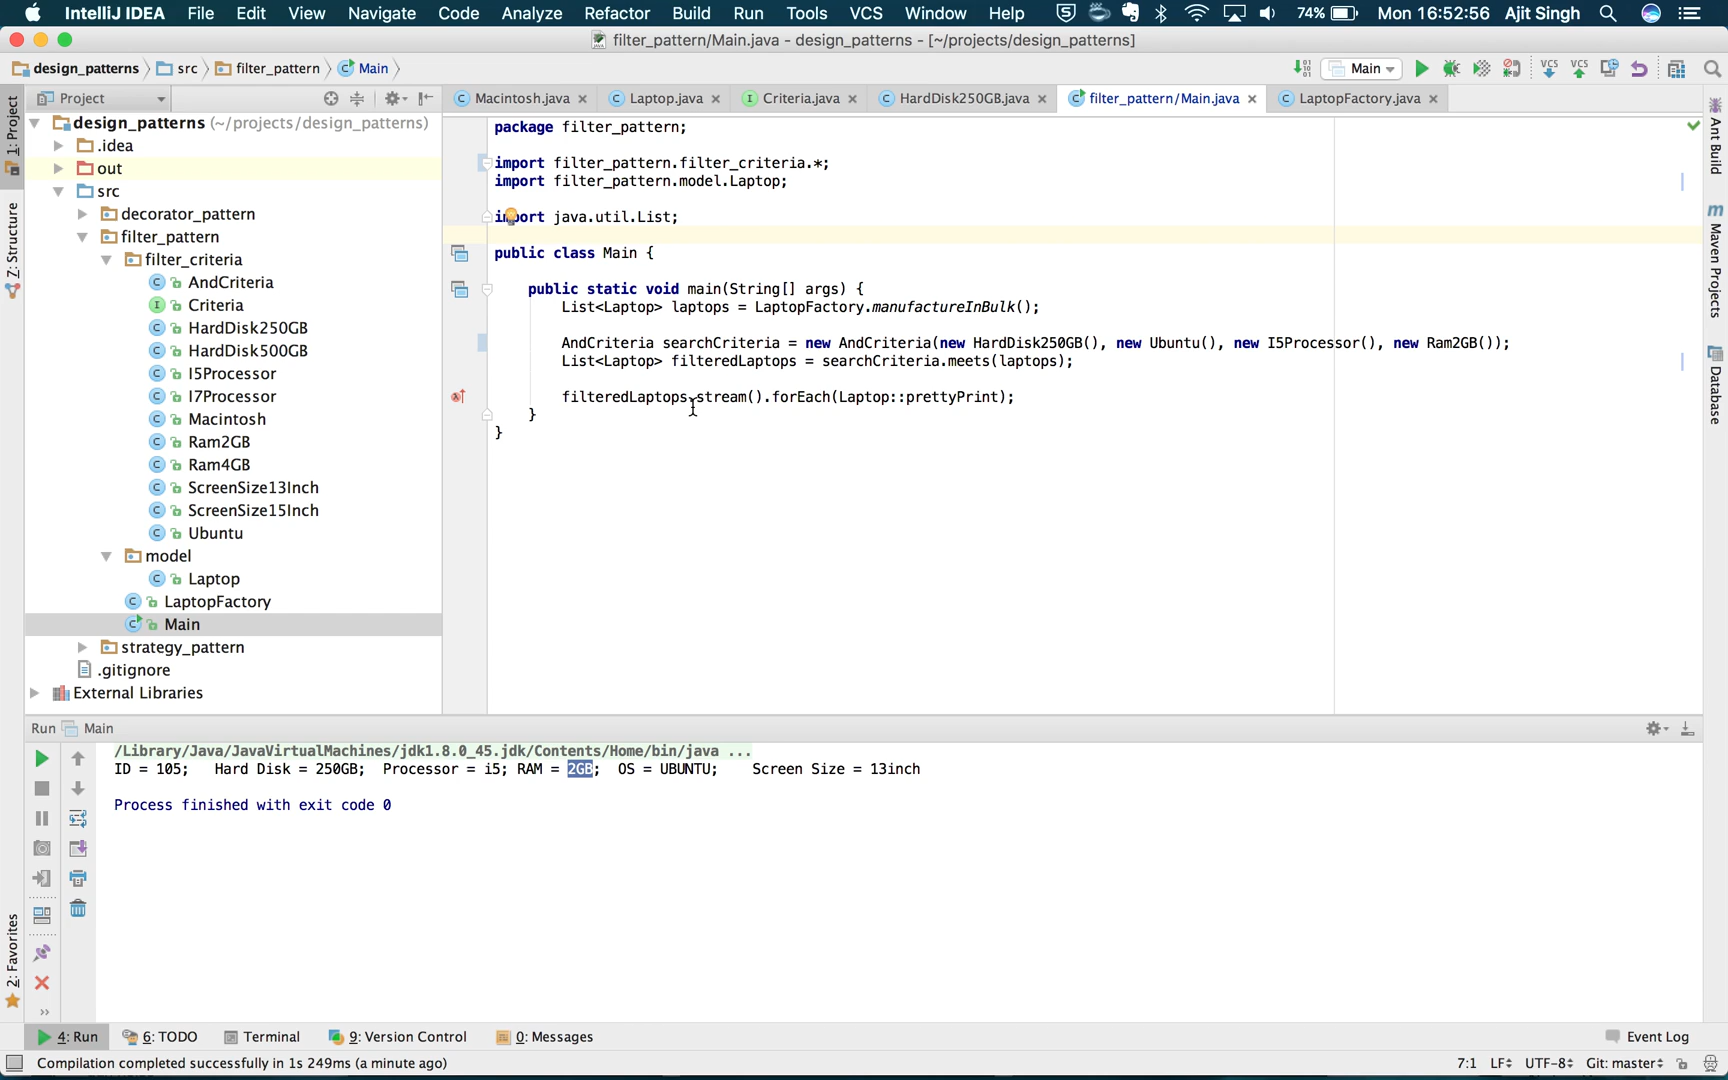 IntelliJ IDEA File Edit View Navigate Code Analyze Refactor Build Run Tools VCS Window Help 74% Mon 16:52:56 Ajit Singh
filter_pattern/Main.java - design_patterns - [~/projects/design_patterns]
design_patterns src filter_pattern Main Main VCS VCS
Project
Macintosh.java Laptop.java Criteria.java HardDisk250GB.java filter_pattern/Main.java LaptopFactory.java
1: Project
Z: Structure
2: Favorites
design_patterns (~/projects/design_patterns)
.idea
out
src
decorator_pattern
filter_pattern
filter_criteria
AndCriteria
Criteria
HardDisk250GB
HardDisk500GB
I5Processor
I7Processor
Macintosh
Ram2GB
Ram4GB
ScreenSize13Inch
ScreenSize15Inch
Ubuntu
model
Laptop
LaptopFactory
Main
strategy_pattern
.gitignore
External Libraries
package filter_pattern;
import filter_pattern.filter_criteria.*;
import filter_pattern.model.Laptop;
import java.util.List;
public class Main {
public static void main(String[] args) {
List<Laptop> laptops = LaptopFactory.manufactureInBulk();
AndCriteria searchCriteria = new AndCriteria(new HardDisk250GB(), new Ubuntu(), new I5Processor(), new Ram2GB());
List<Laptop> filteredLaptops = searchCriteria.meets(laptops);
filteredLaptops.stream().forEach(Laptop::prettyPrint);
}
}
Ant Build
Maven Projects
Database
Run Main
/Library/Java/JavaVirtualMachines/jdk1.8.0_45.jdk/Contents/Home/bin/java ...
ID = 105; Hard Disk = 250GB; Processor = i5; RAM = 2GB; OS = UBUNTU; Screen Size = 13inch
Process finished with exit code 0
4: Run 6: TODO Terminal 9: Version Control 0: Messages Event Log
Compilation completed successfully in 1s 249ms (a minute ago) 7:1 LF UTF-8 Git: master